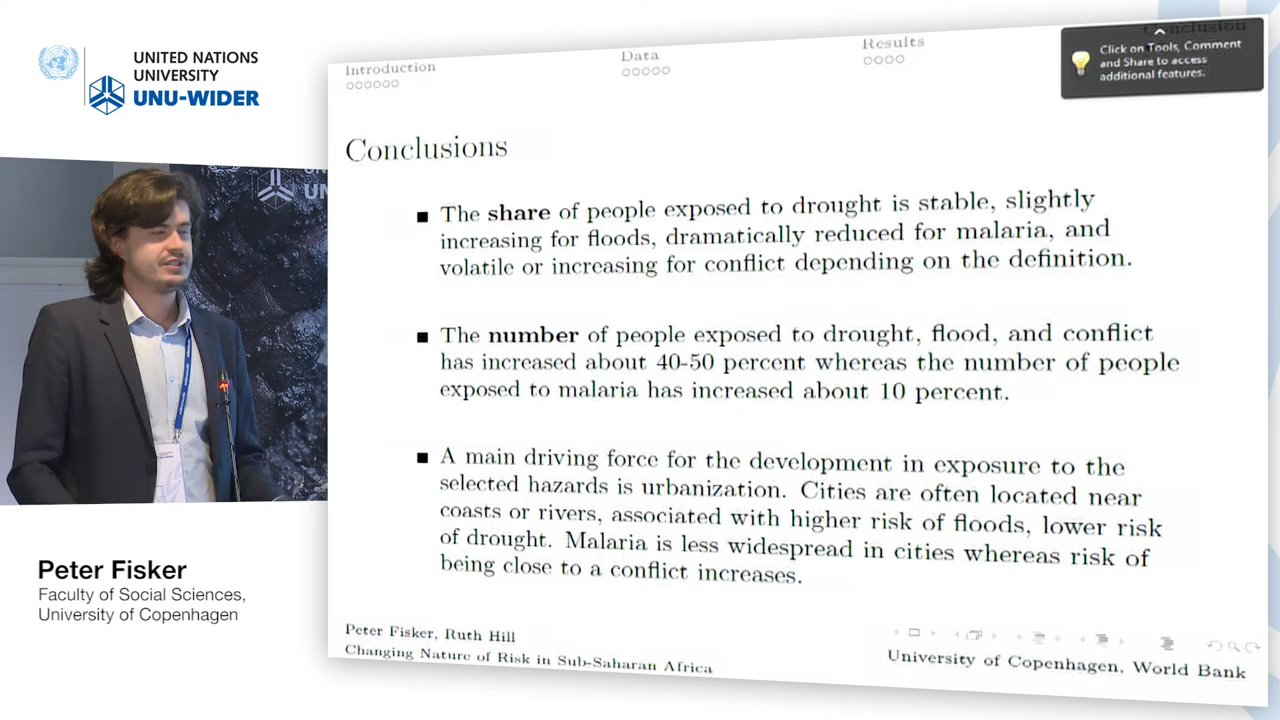 UNITED NATIONS
UNIVERSITY
UNU-WIDER
Introduction
Data
Results
Conclusion
Click on Tools, Comment
and Share to access
additional features.
Conclusions
■ The share of people exposed to drought is stable, slightly
increasing for floods, dramatically reduced for malaria, and
volatile or increasing for conflict depending on the definition.
■ The number of people exposed to drought, flood, and conflict
has increased about 40-50 percent whereas the number of people
exposed to malaria has increased about 10 percent.
■ A main driving force for the development in exposure to the
selected hazards is urbanization. Cities are often located near
coasts or rivers, associated with higher risk of floods, lower risk
of drought. Malaria is less widespread in cities whereas risk of
being close to a conflict increases.
Peter Fisker, Ruth Hill
Changing Nature of Risk in Sub-Saharan Africa
University of Copenhagen, World Bank
UN
Peter Fisker
Faculty of Social Sciences,
University of Copenhagen